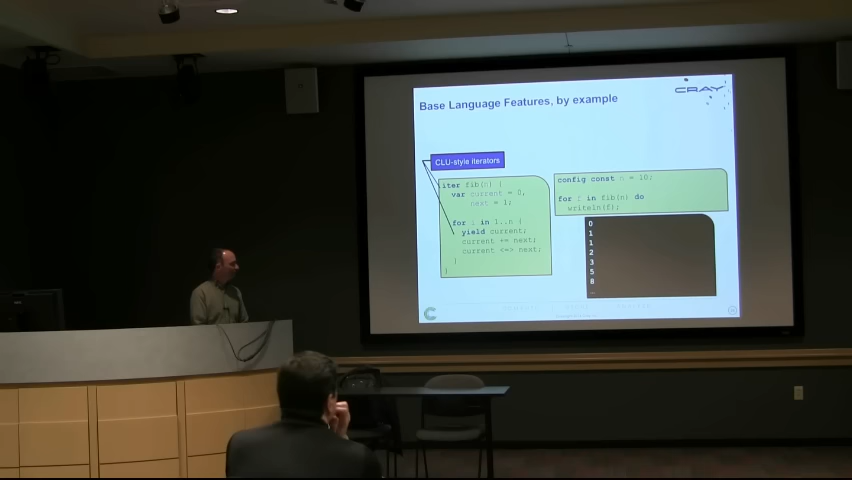 Base Language Features, by example
CRAY
CLU-style iterators
iter fib(n) {
var current = 0,
next = 1;
for i in 1..n {
yield current;
current += next;
current <=> next;
}
}
config const n = 10;
for f in fib(n) do
writeln(f);
0
1
1
2
3
5
8
…